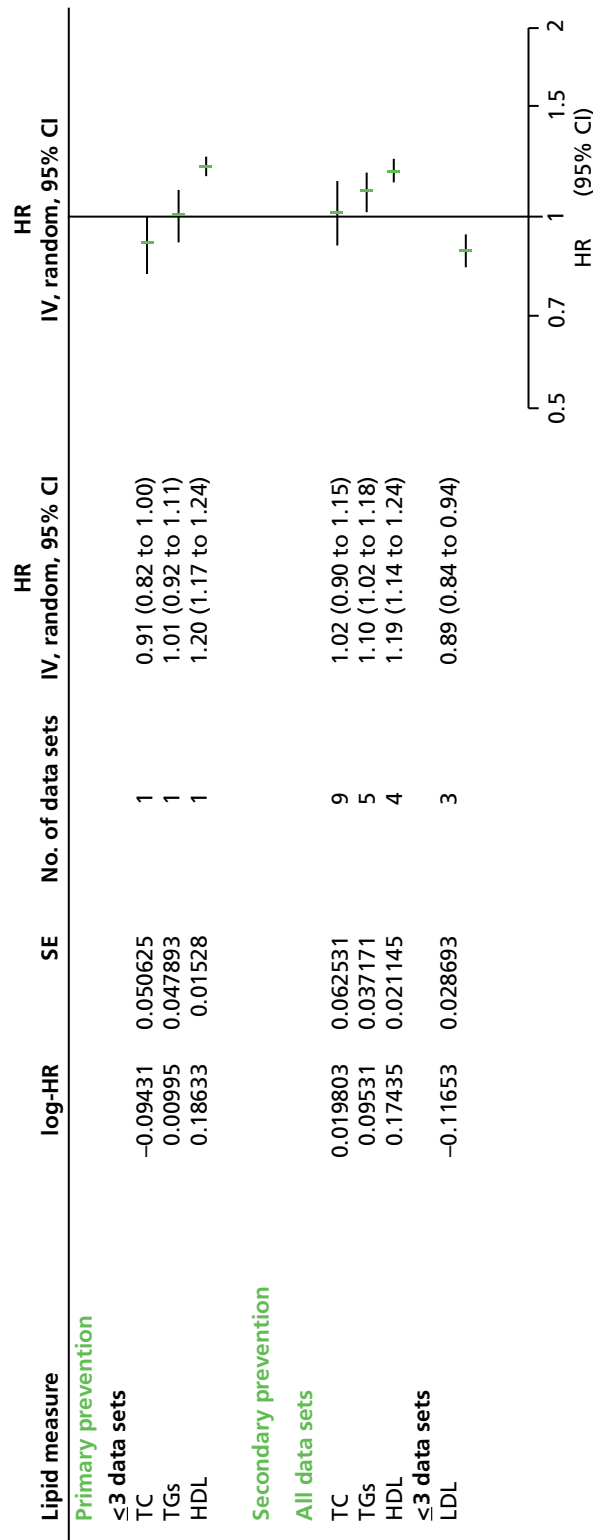 HR HR
Lipid measure log-HR SE No. of data sets IV, random, 95% CI IV, random, 95% CI
Primary prevention
≤3 data sets
TC −0.09431 0.050625 1 0.91 (0.82 to 1.00)
TGs 0.00995 0.047893 1 1.01 (0.92 to 1.11)
HDL 0.18633 0.01528 1 1.20 (1.17 to 1.24)
Secondary prevention
All data sets
TC 0.019803 0.062531 9 1.02 (0.90 to 1.15)
TGs 0.09531 0.037171 5 1.10 (1.02 to 1.18)
HDL 0.17435 0.021145 4 1.19 (1.14 to 1.24)
≤3 data sets
LDL −0.11653 0.028693 3 0.89 (0.84 to 0.94)
0.5 0.7 1 1.5 2
HR (95% CI)